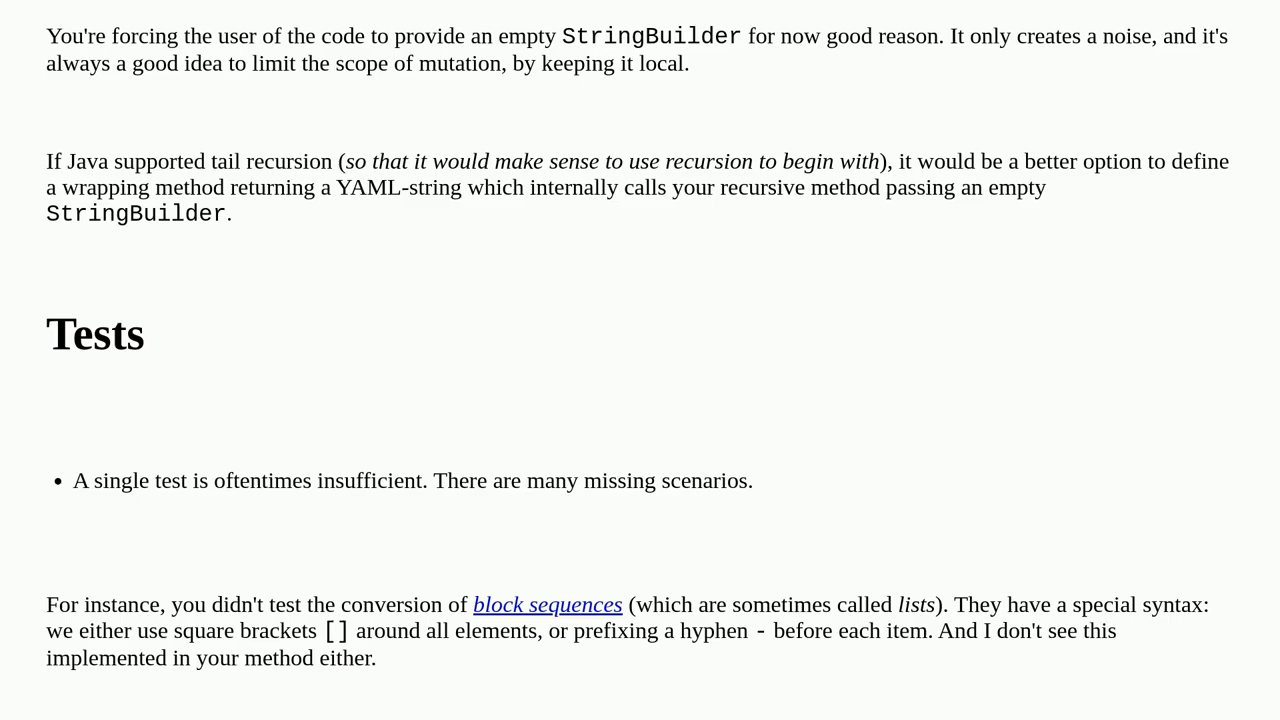 You're forcing the user of the code to provide an empty StringBuilder for now good reason. It only creates a noise, and it's
always a good idea to limit the scope of mutation, by keeping it local.
If Java supported tail recursion (so that it would make sense to use recursion to begin with), it would be a better option to define
a wrapping method returning a YAML-string which internally calls your recursive method passing an empty
StringBuilder.
Tests
• A single test is oftentimes insufficient. There are many missing scenarios.
For instance, you didn't test the conversion of block sequences (which are sometimes called lists). They have a special syntax:
we either use square brackets [] around all elements, or prefixing a hyphen - before each item. And I don't see this
implemented in your method either.